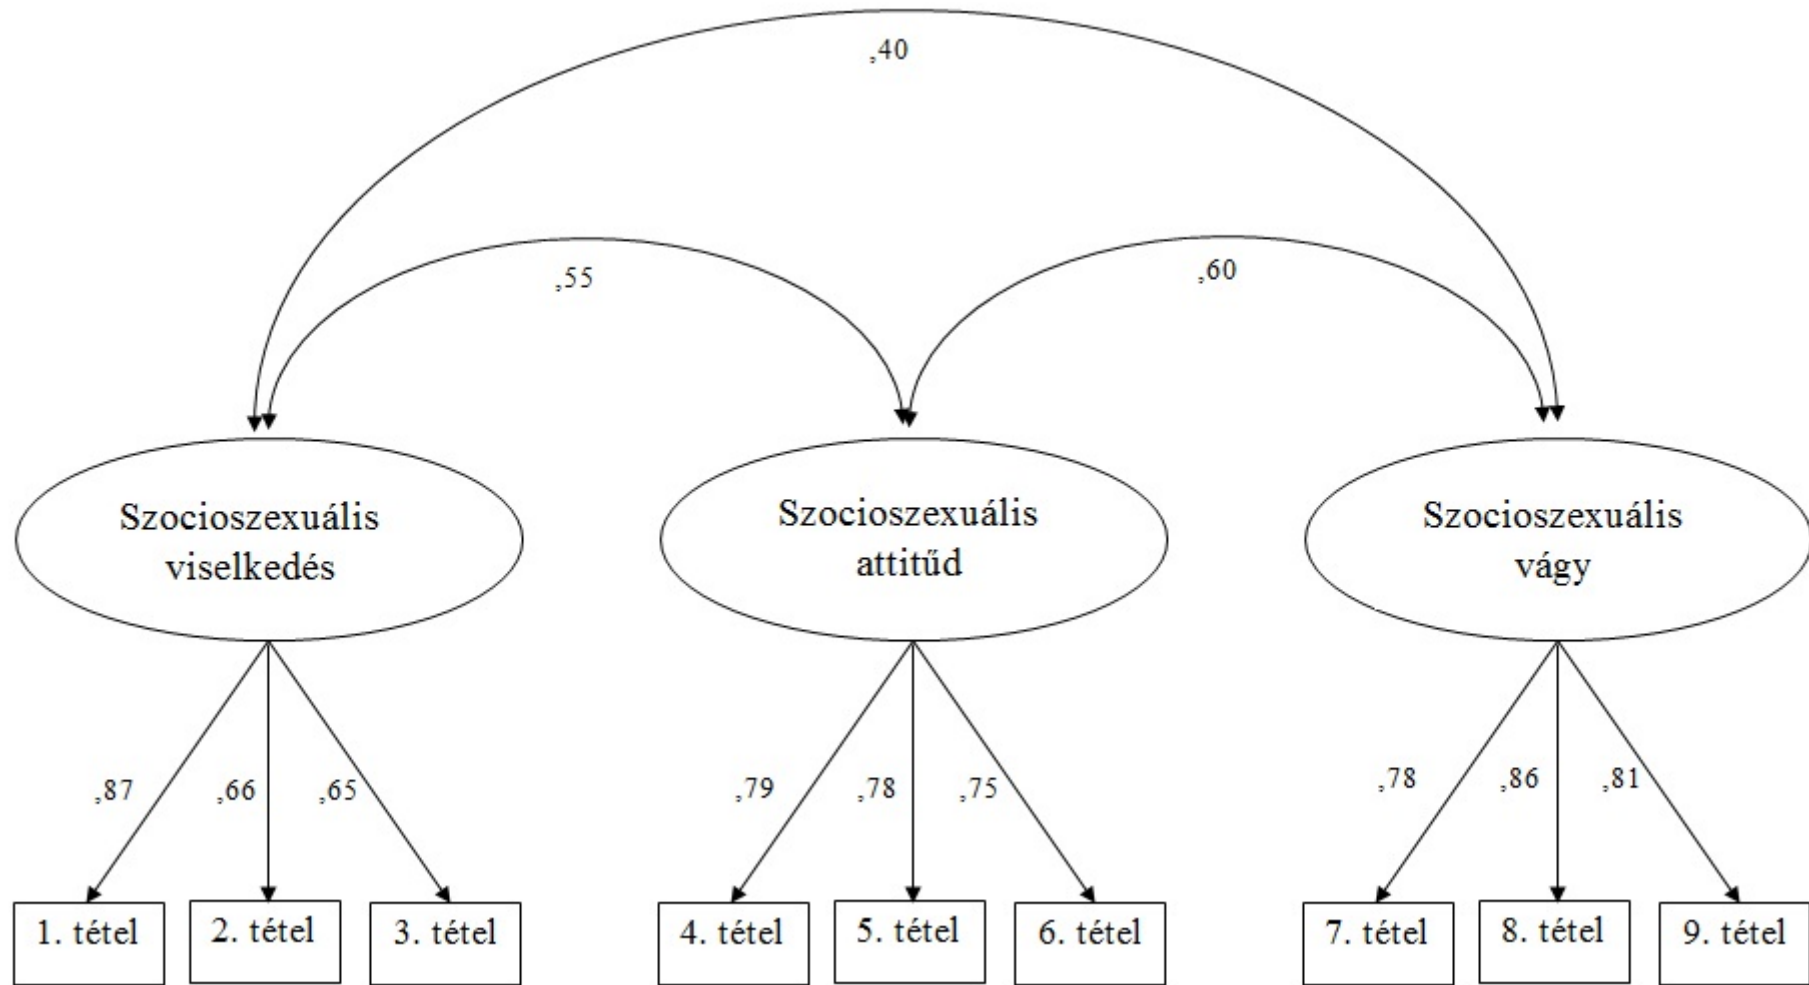 ,40
,55
,60
Szocioszexuális
viselkedés
Szocioszexuális
attitűd
Szocioszexuális
vágy
,87
,66
,65
,79
,78
,75
,78
,86
,81
1. tétel
2. tétel
3. tétel
4. tétel
5. tétel
6. tétel
7. tétel
8. tétel
9. tétel